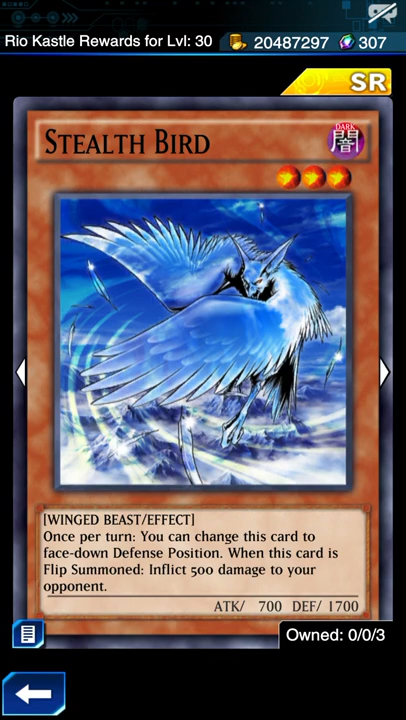 Rio Kastle Rewards for Lvl: 30 20487297 307
SR
STEALTH BIRD
DARK
闇
[WINGED BEAST/EFFECT]
Once per turn: You can change this card to
face-down Defense Position. When this card is
Flip Summoned: Inflict 500 damage to your
opponent.
ATK/ 700 DEF/ 1700
Owned: 0/0/3